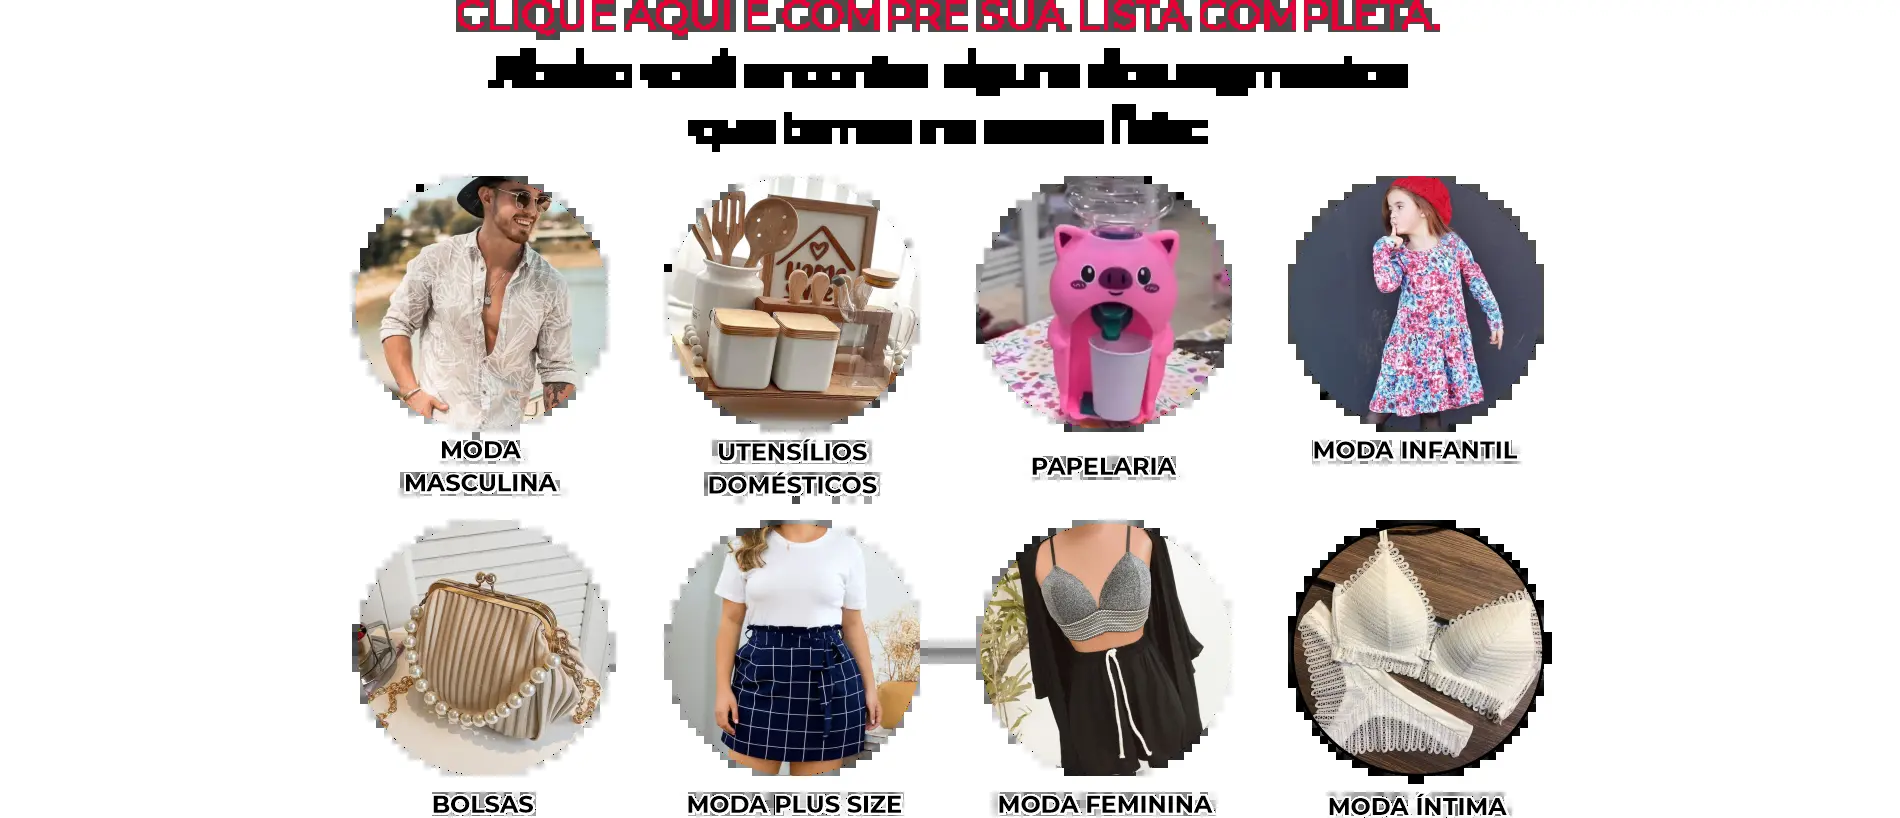 CLIQUE AQUI E COMPRE SUA LISTA COMPLETA.
Abaixo você encontra alguns dos segmentos
que temos na nossa lista:
MODA
MASCULINA
UTENSÍLIOS
DOMÉSTICOS
PAPELARIA
MODA INFANTIL
BOLSAS
MODA PLUS SIZE
MODA FEMININA
MODA ÍNTIMA